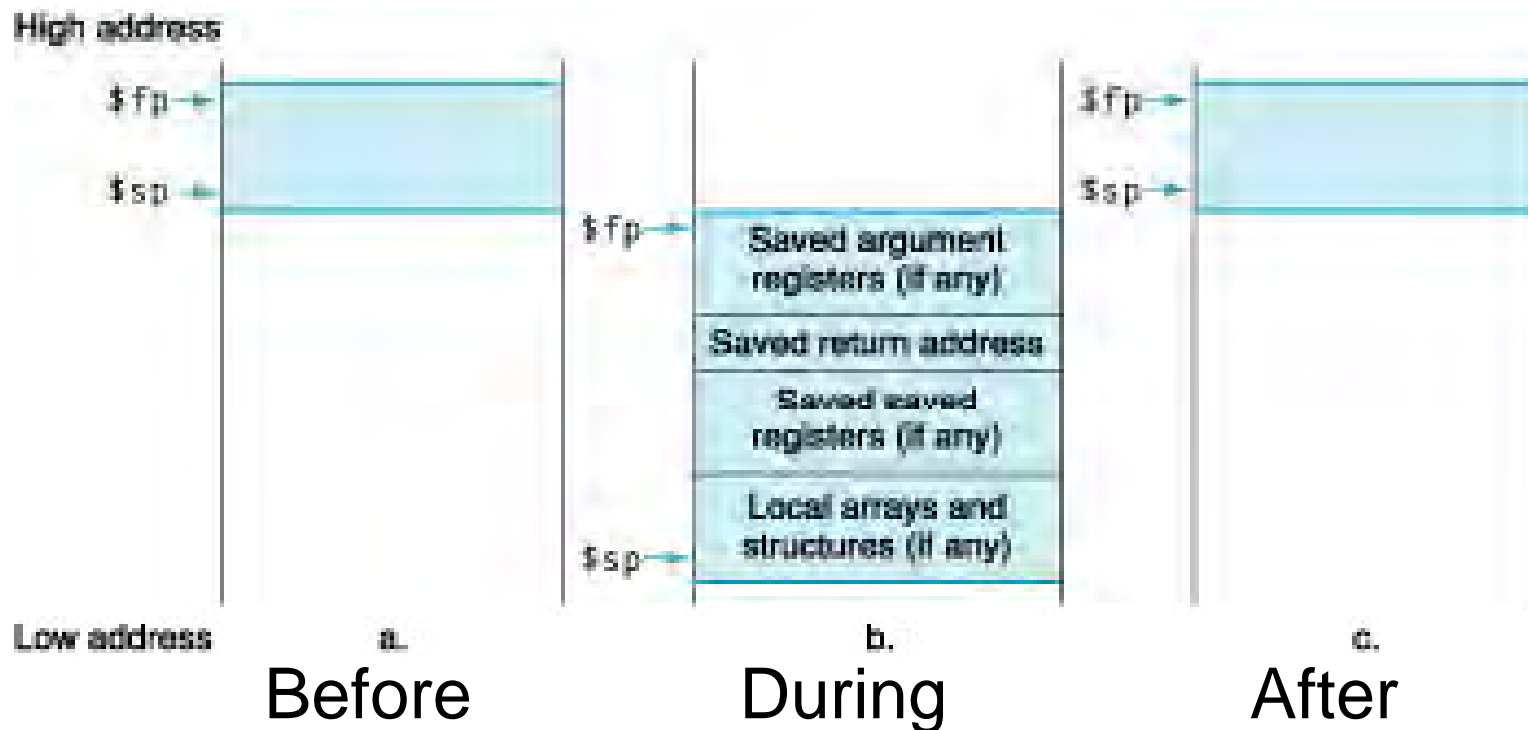 High address
$fp
$sp
$fp
Saved argument
registers (if any)
Saved return address
Saved saved
registers (if any)
Local arrays and
structures (if any)
$sp
$fp
$sp
Low address
a.
b.
c.
Before
During
After